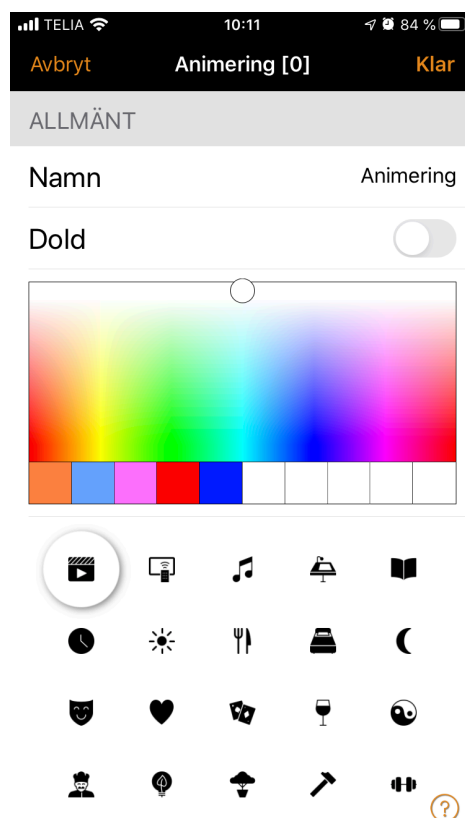 TELIA 10:11 84 %
Avbryt Animering [0] Klar
ALLMÄNT
Namn Animering
Dold
?